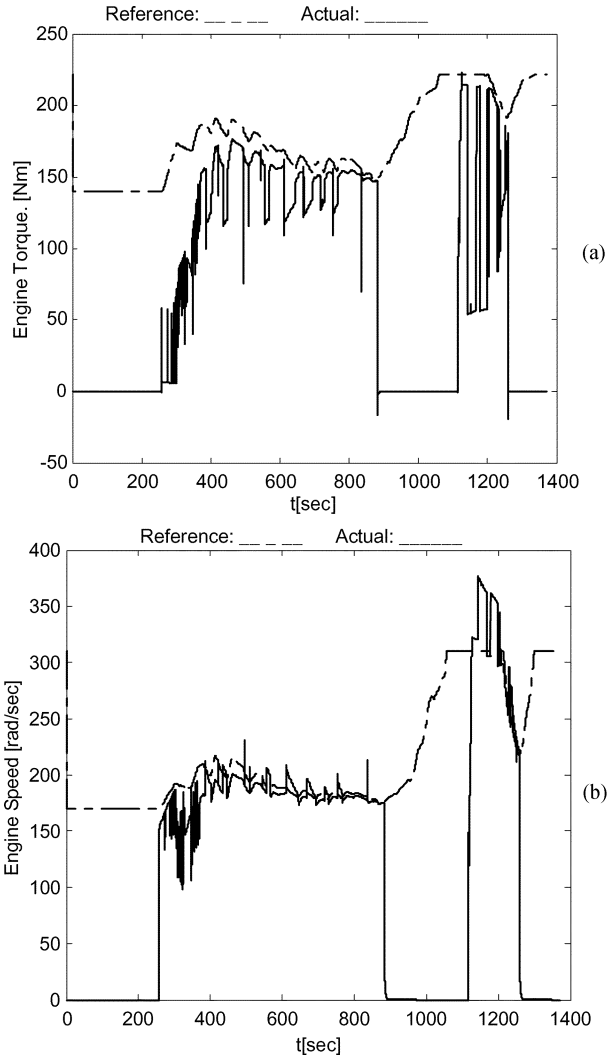 Reference: __ _ __ Actual: ______
250
200
150
100
50
0
-50
Engine Torque. [Nm]
0 200 400 600 800 1000 1200 1400
t[sec]
(a)
Reference: __ _ __ Actual: ______
400
350
300
250
200
150
100
50
0
Engine Speed [rad/sec]
0 200 400 600 800 1000 1200 1400
t[sec]
(b)